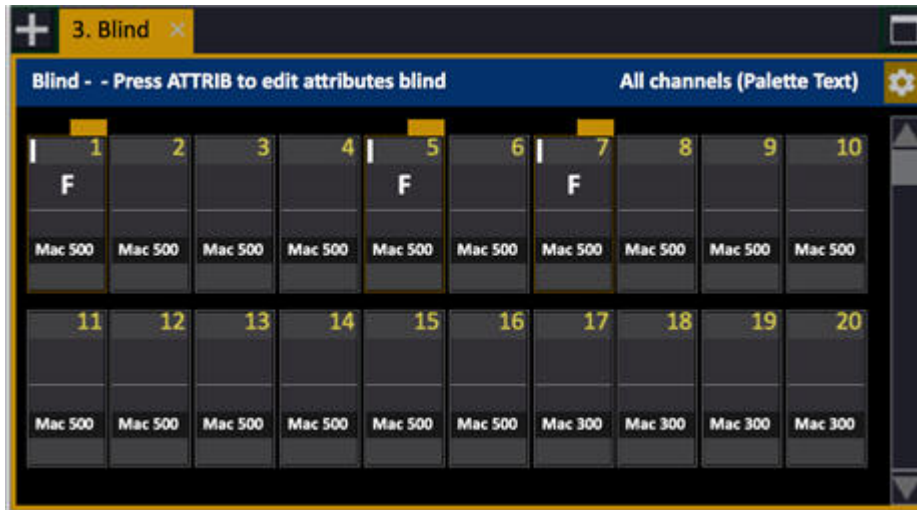 3. Blind
Blind - - Press ATTRIB to edit attributes blind All channels (Palette Text)
1 2 3 4 5 6 7 8 9 10
F F F
Mac 500 Mac 500 Mac 500 Mac 500 Mac 500 Mac 500 Mac 500 Mac 500 Mac 500 Mac 500
11 12 13 14 15 16 17 18 19 20
Mac 500 Mac 500 Mac 500 Mac 500 Mac 500 Mac 500 Mac 300 Mac 300 Mac 300 Mac 300